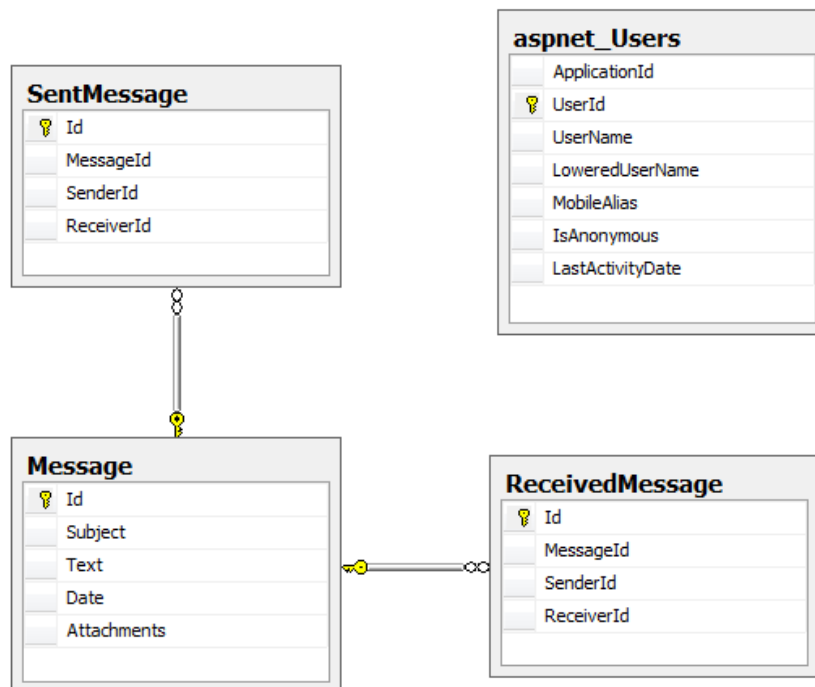 aspnet_Users
ApplicationId
UserId
UserName
LoweredUserName
MobileAlias
IsAnonymous
LastActivityDate
SentMessage
Id
MessageId
SenderId
ReceiverId
Message
Id
Subject
Text
Date
Attachments
ReceivedMessage
Id
MessageId
SenderId
ReceiverId